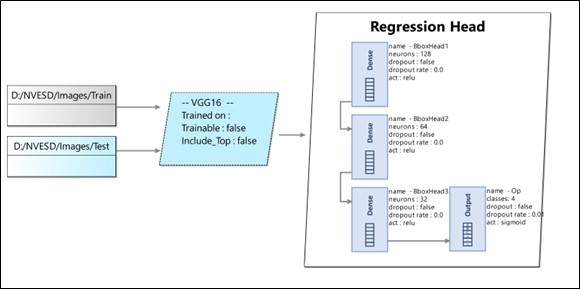 Regression Head
D:/NVESD/Images/Train
D:/NVESD/Images/Test
-- VGG16 --
Trained on :
Trainable : false
Include_Top : false
Dense
name - BboxHead1
neurons : 128
dropout : false
dropout rate : 0.0
act : relu
Dense
name - BboxHead2
neurons : 64
dropout : false
dropout rate : 0.0
act : relu
Dense
name - BboxHead3
neurons : 32
dropout : false
dropout rate : 0.0
act : relu
Output
name - Op
classes: 4
dropout : false
dropout rate : 0.01
act : sigmoid